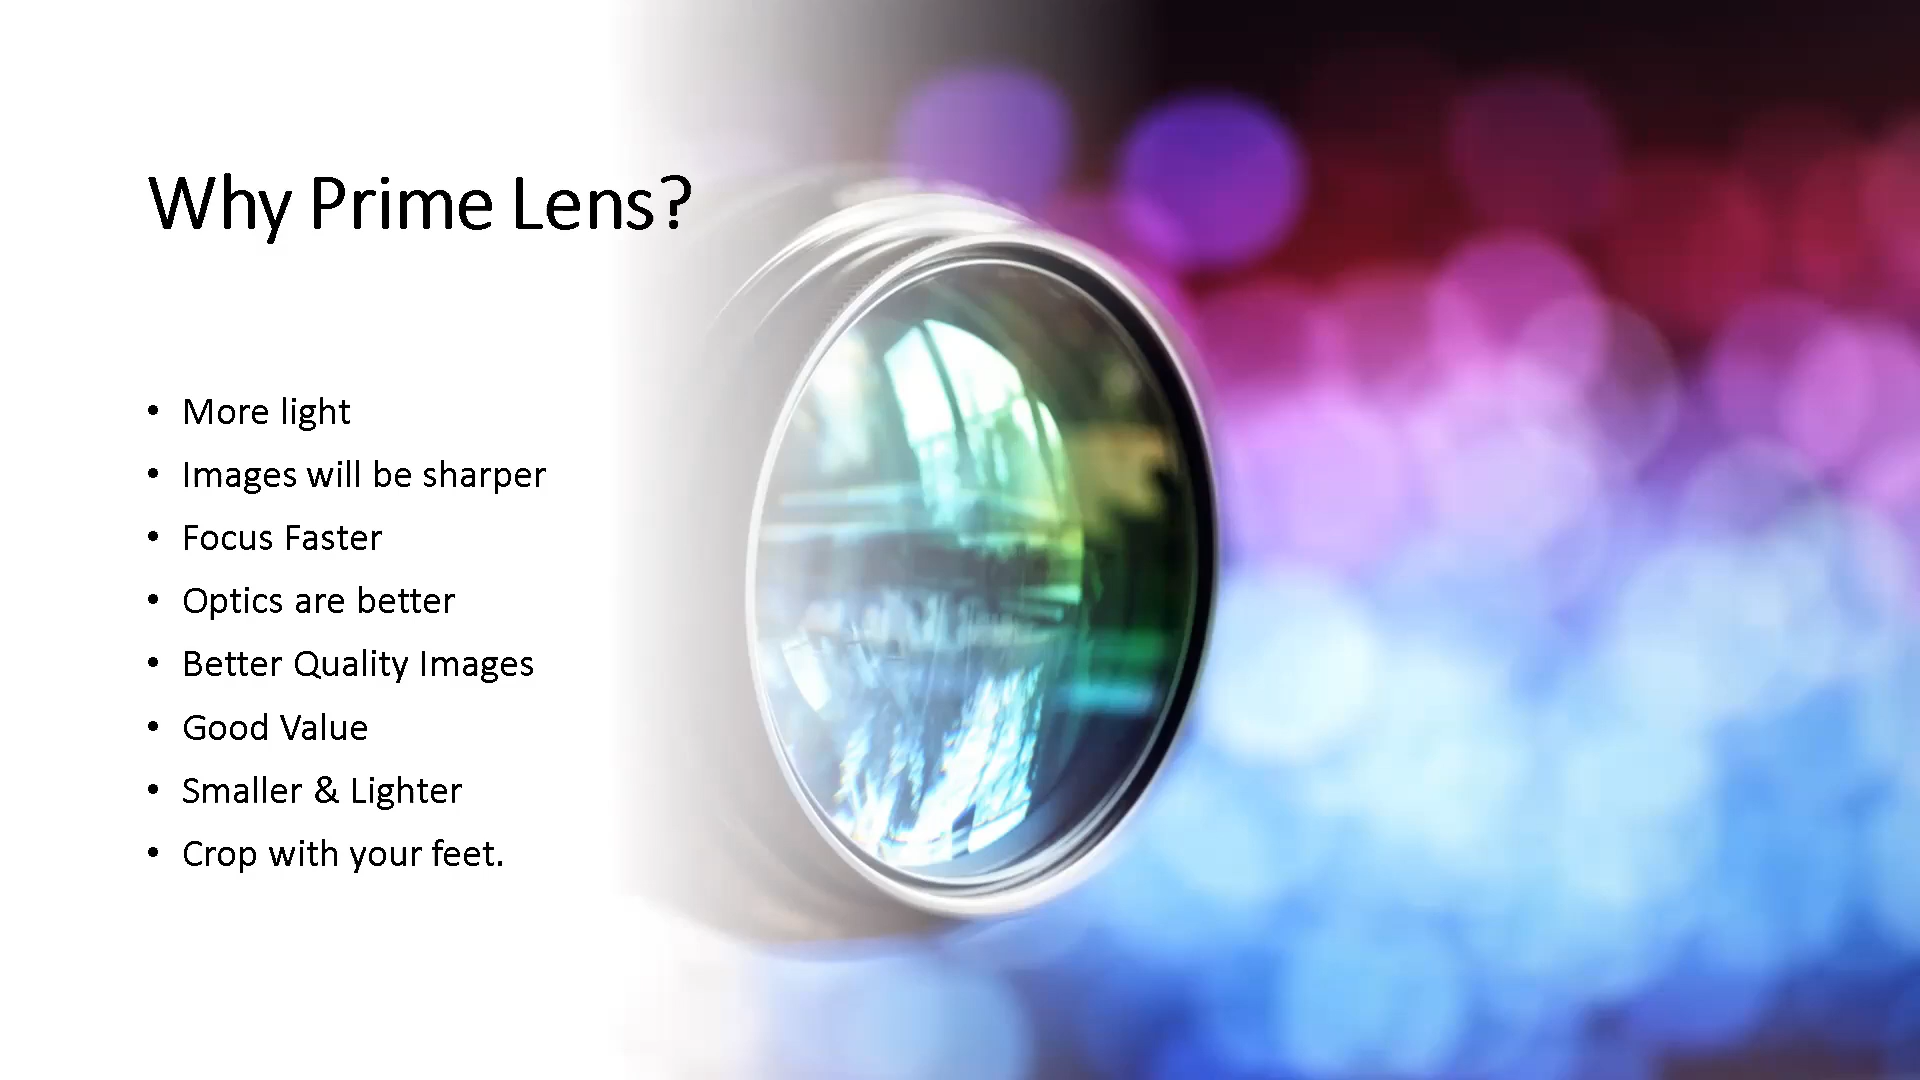 Why Prime Lens?
• More light
• Images will be sharper
• Focus Faster
• Optics are better
• Better Quality Images
• Good Value
• Smaller & Lighter
• Crop with your feet.